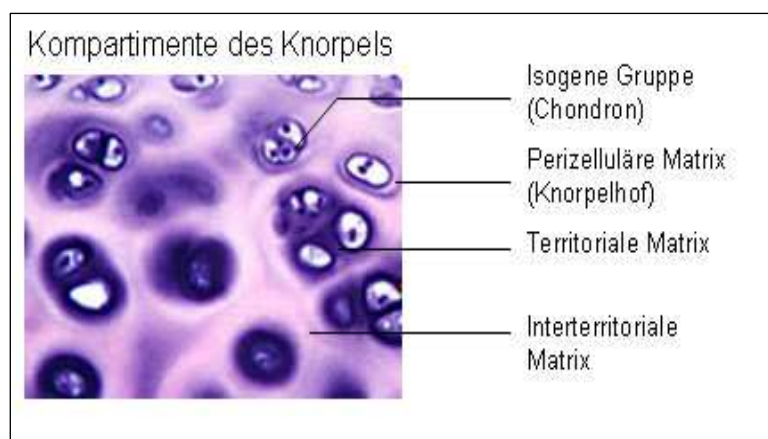 Kompartimente des Knorpels
Isogene Gruppe
(Chondron)
Perizelluläre Matrix
(Knorpelhof)
Territoriale Matrix
Interterritoriale
Matrix